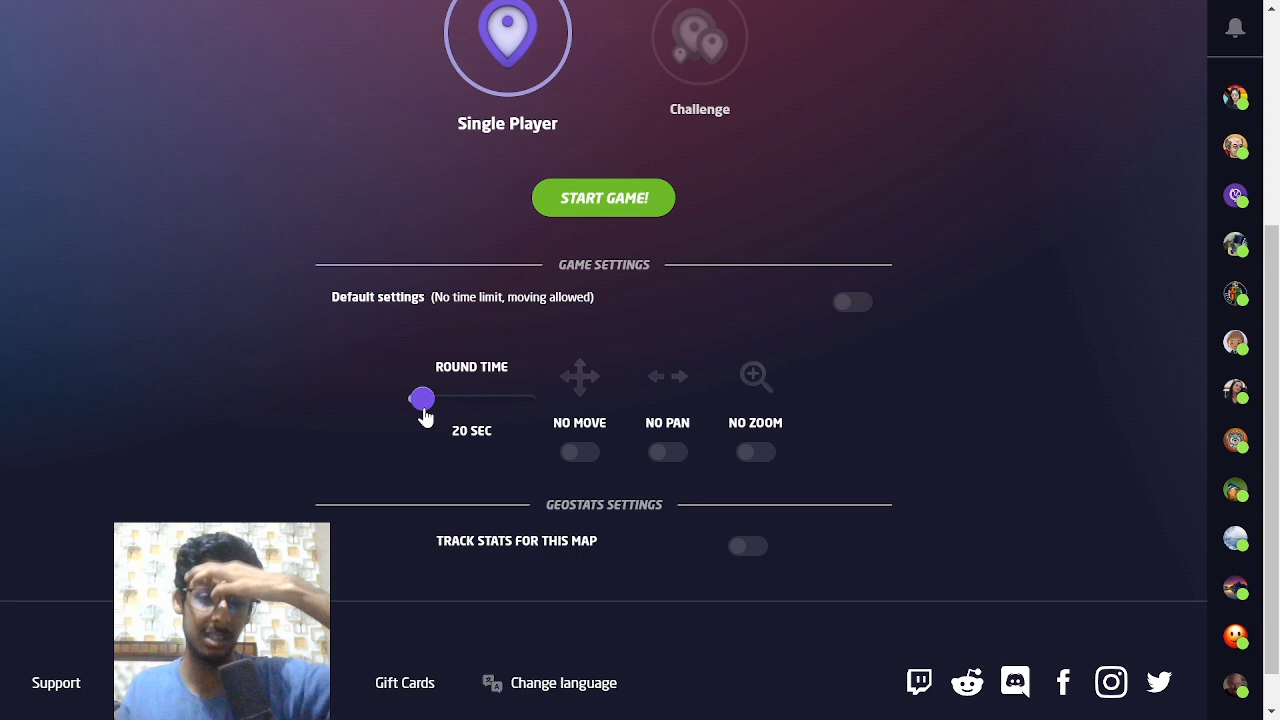 Single Player
Challenge
START GAME!
GAME SETTINGS
Default settings (No time limit, moving allowed)
ROUND TIME
20 SEC
NO MOVE
NO PAN
NO ZOOM
GEOSTATS SETTINGS
TRACK STATS FOR THIS MAP
Support
Gift Cards
Change language